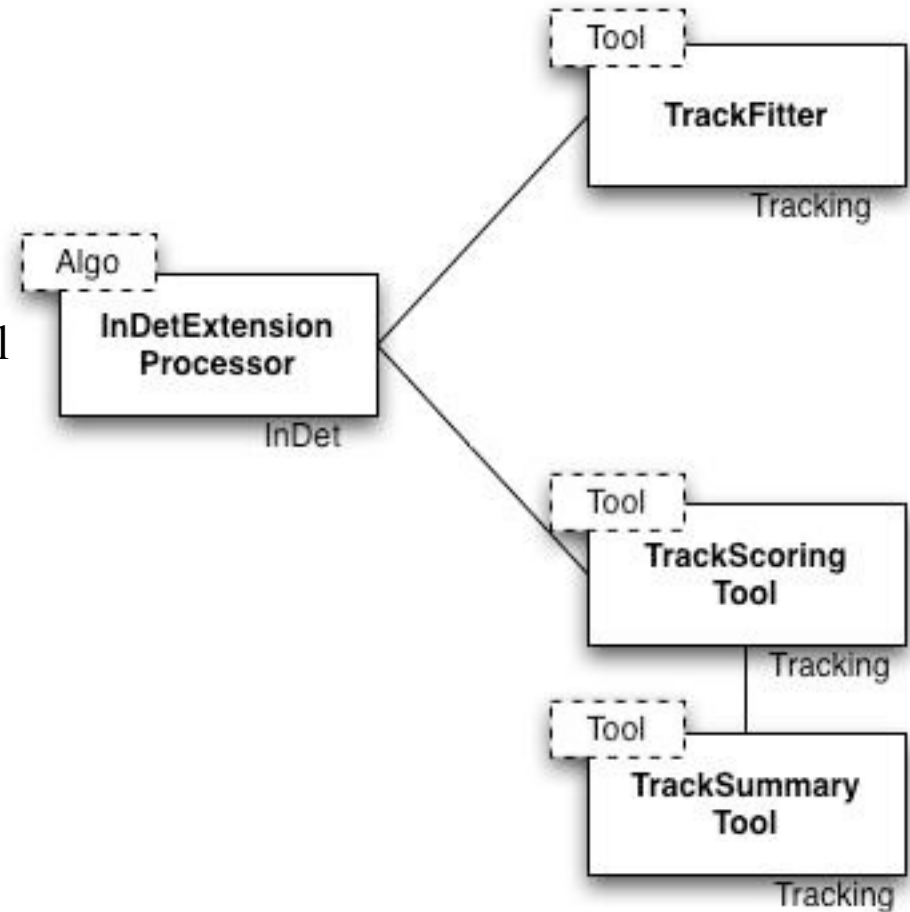 Tool
TrackFitter
Tracking
Algo
InDetExtension
Processor
InDet
l
Tool
TrackScoring
Tool
Tracking
Tool
TrackSummary
Tool
Tracking